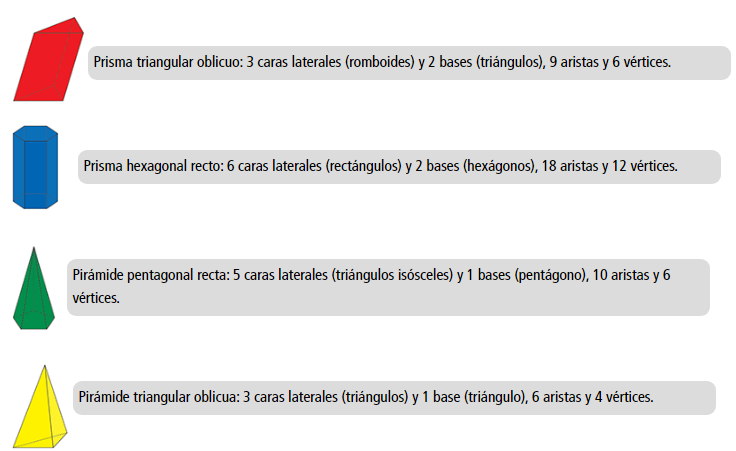 Prisma triangular oblicuo: 3 caras laterales (romboides) y 2 bases (triángulos), 9 aristas y 6 vértices.
Prisma hexagonal recto: 6 caras laterales (rectángulos) y 2 bases (hexágonos), 18 aristas y 12 vértices.
Pirámide pentagonal recta: 5 caras laterales (triángulos isósceles) y 1 bases (pentágono), 10 aristas y 6
vértices.
Pirámide triangular oblicua: 3 caras laterales (triángulos) y 1 base (triángulo), 6 aristas y 4 vértices.